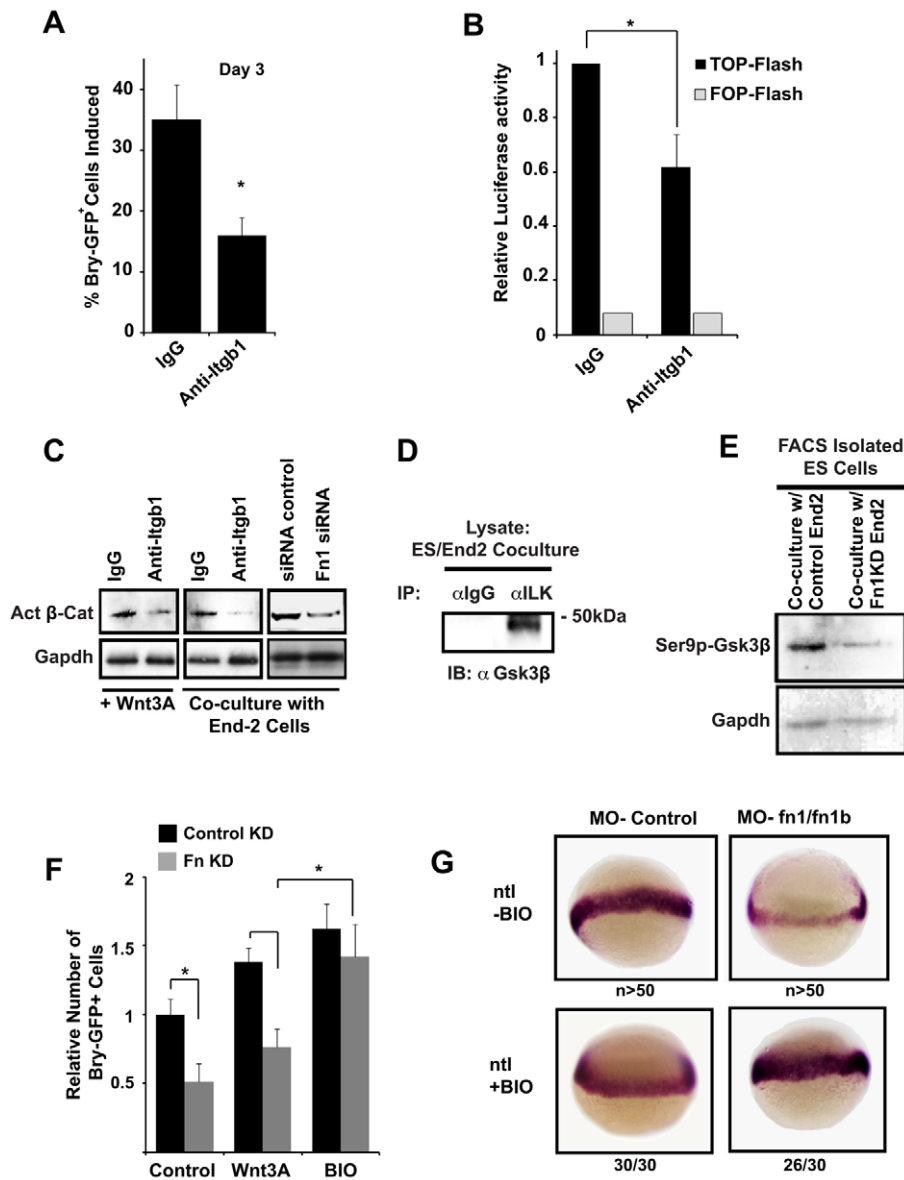 A
Day 3
% Bry-GFP+ Cells Induced
40
30
20
10
0
*
IgG
Anti-Itgb1
B
*
TOP-Flash
FOP-Flash
Relative Luciferase activity
1
0.8
0.6
0.4
0.2
0
IgG
Anti-Itgb1
C
IgG
Anti-Itgb1
IgG
Anti-Itgb1
siRNA control
Fn1 siRNA
Act β-Cat
Gapdh
+ Wnt3A
Co-culture with
End-2 Cells
D
Lysate:
ES/End2 Coculture
IP: αIgG αILK
- 50kDa
IB: α Gsk3β
E
FACS Isolated
ES Cells
Co-culture w/
Control End2
Co-culture w/
Fn1KD End2
Ser9p-Gsk3β
Gapdh
F
Control KD
Fn KD
Relative Number of
Bry-GFP+ Cells
2
1.5
1
0.5
*
*
Control Wnt3A BIO
G
MO- Control MO- fn1/fn1b
ntl
-BIO
n>50 n>50
ntl
+BIO
30/30 26/30